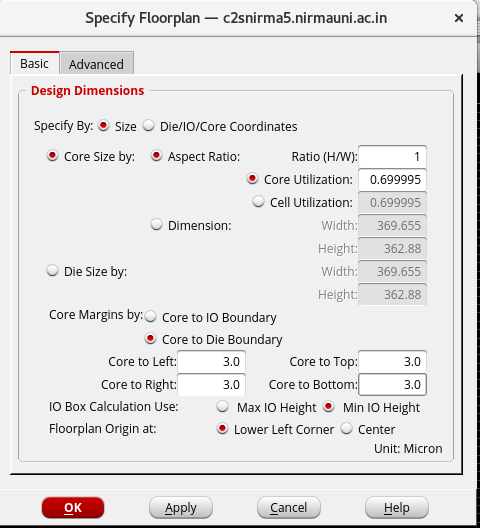 Specify Floorplan — c2snirma5.nirmauni.ac.in
Basic Advanced
Design Dimensions
Specify By: Size Die/IO/Core Coordinates
Core Size by: Aspect Ratio: Ratio (H/W): 1
Core Utilization: 0.699995
Cell Utilization: 0.699995
Dimension: Width: 369.655
Height: 362.88
Die Size by: Width: 369.655
Height: 362.88
Core Margins by: Core to IO Boundary
Core to Die Boundary
Core to Left: 3.0 Core to Top: 3.0
Core to Right: 3.0 Core to Bottom: 3.0
IO Box Calculation Use: Max IO Height Min IO Height
Floorplan Origin at: Lower Left Corner Center
Unit: Micron
OK Apply Cancel Help